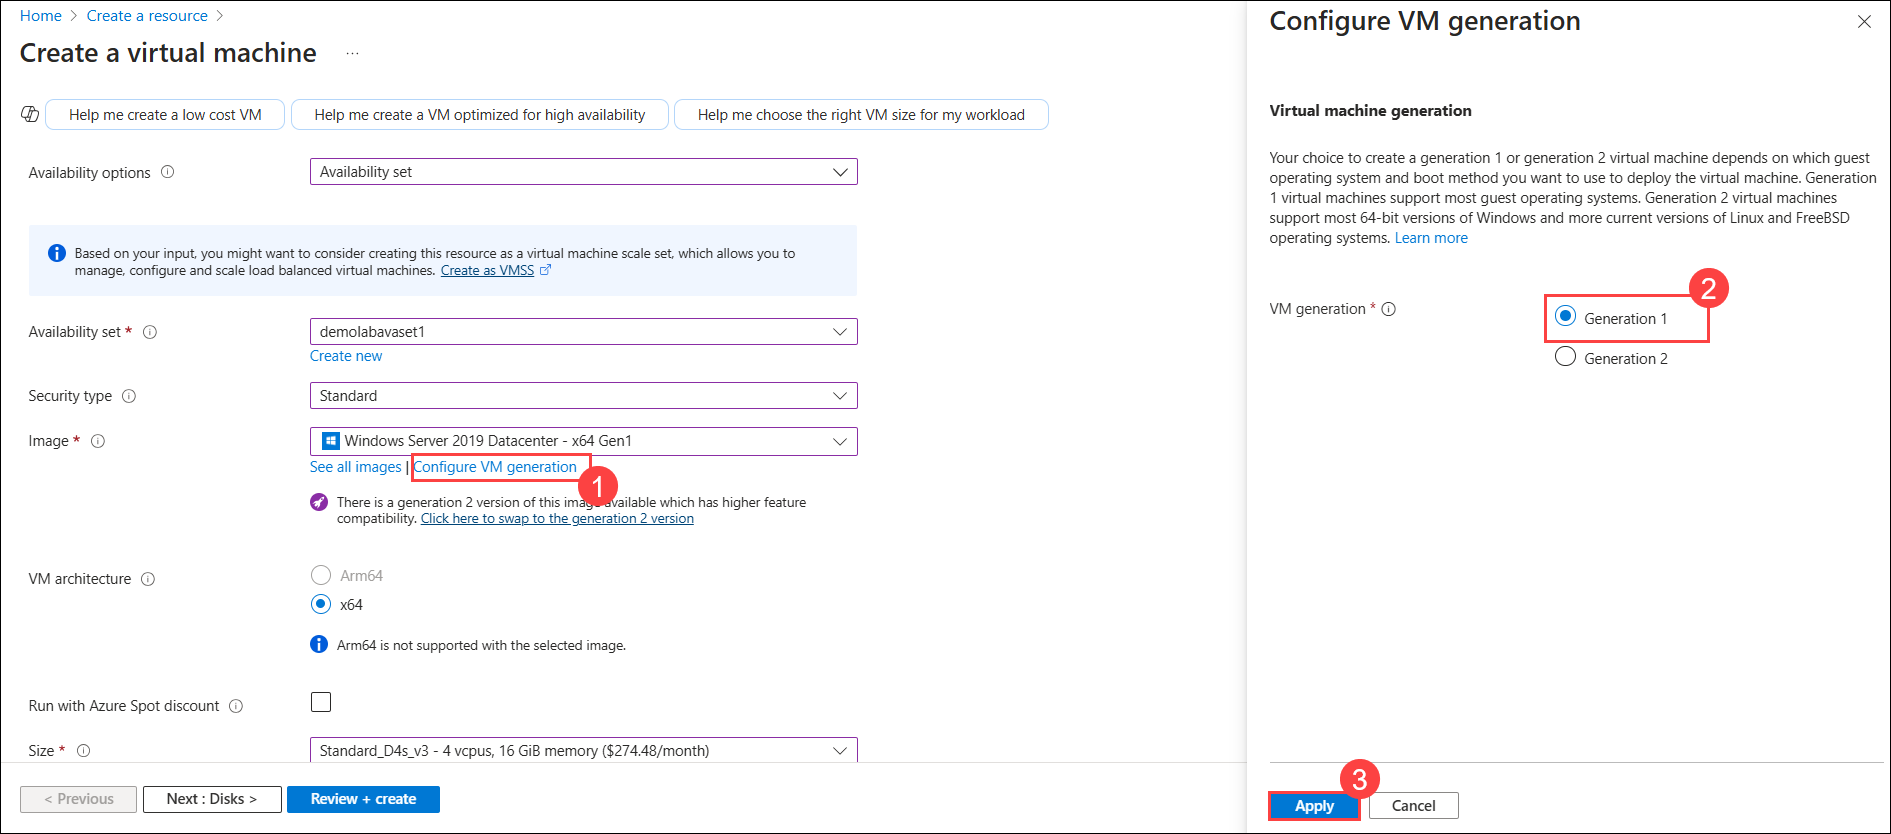 Home > Create a resource >
Create a virtual machine ...
Help me create a low cost VM
Help me create a VM optimized for high availability
Help me choose the right VM size for my workload
Availability options
Availability set
Based on your input, you might want to consider creating this resource as a virtual machine scale set, which allows you to
manage, configure and scale load balanced virtual machines. Create as VMSS
Availability set *
demolabavaset1
Create new
Security type
Standard
Image *
Windows Server 2019 Datacenter - x64 Gen1
See all images | Configure VM generation
1
There is a generation 2 version of this image available which has higher feature
compatibility. Click here to swap to the generation 2 version
VM architecture
Arm64
x64
Arm64 is not supported with the selected image.
Run with Azure Spot discount
Size *
Standard_D4s_v3 - 4 vcpus, 16 GiB memory ($274.48/month)
< Previous
Next : Disks >
Review + create
Configure VM generation
Virtual machine generation
Your choice to create a generation 1 or generation 2 virtual machine depends on which guest
operating system and boot method you want to use to deploy the virtual machine. Generation
1 virtual machines support most guest operating systems. Generation 2 virtual machines
support most 64-bit versions of Windows and more current versions of Linux and FreeBSD
operating systems. Learn more
VM generation *
2
Generation 1
Generation 2
3
Apply
Cancel